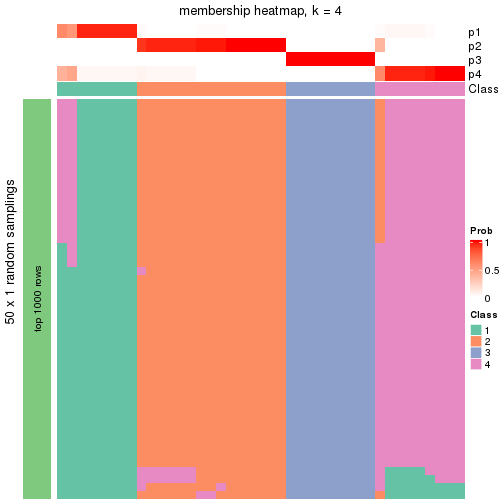 membership heatmap, k = 4
p1
p2
p3
p4
Class
50 x 1 random samplings
top 1000 rows
Prob
1
0.5
0
Class
1
2
3
4